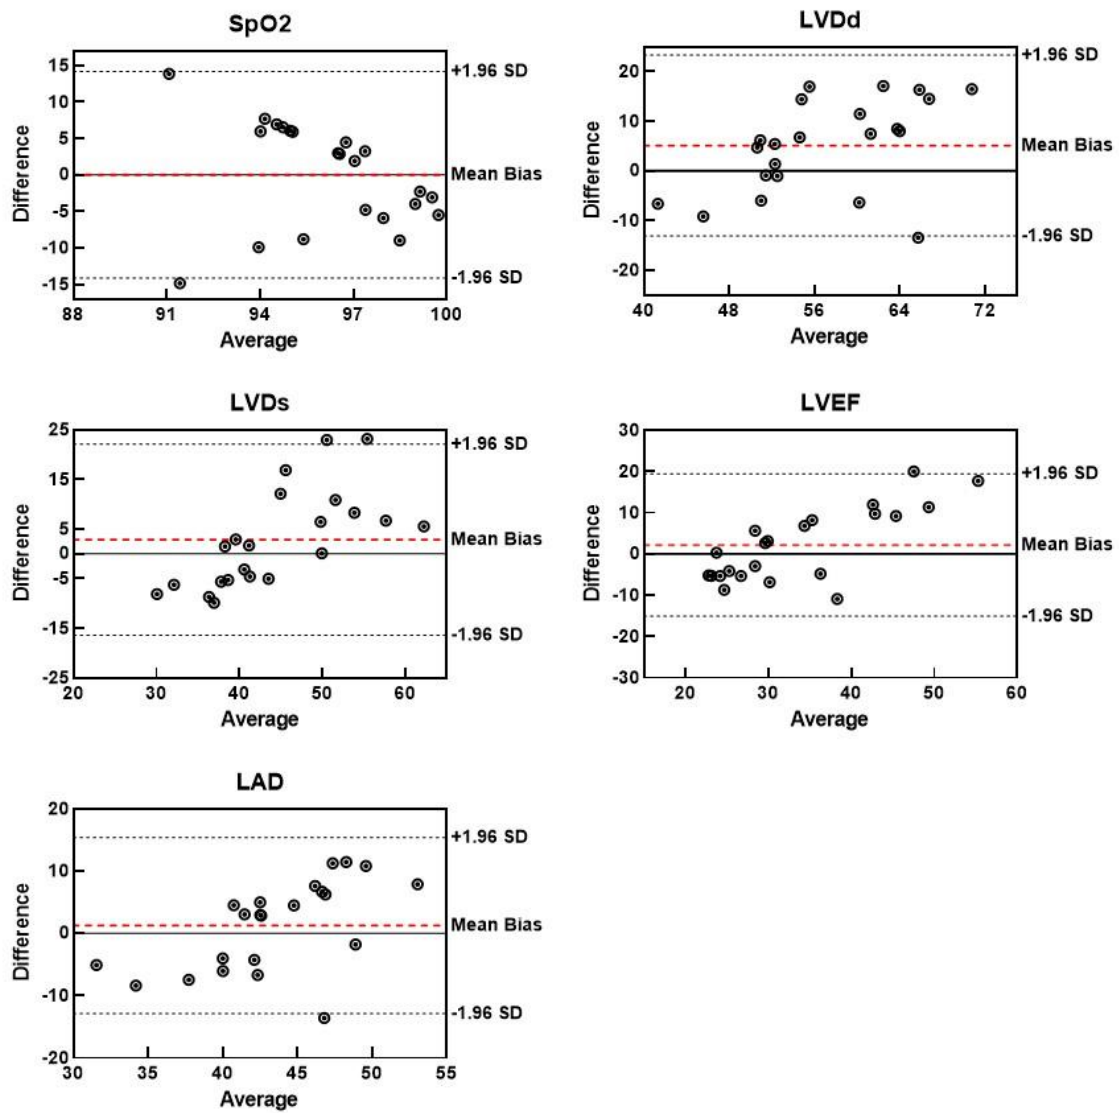 SpO2
15
10
5
0
-5
-10
-15
Difference
+1.96 SD
Mean Bias
-1.96 SD
88 91 94 97 100
Average
LVDd
20
10
0
-10
-20
Difference
+1.96 SD
Mean Bias
-1.96 SD
40 48 56 64 72
Average
LVDs
25
15
5
0
-5
-15
-25
Difference
+1.96 SD
Mean Bias
-1.96 SD
20 30 40 50 60
Average
LVEF
30
20
10
0
-10
-20
-30
Difference
+1.96 SD
Mean Bias
-1.96 SD
20 30 40 50 60
Average
LAD
20
10
0
-10
-20
Difference
+1.96 SD
Mean Bias
-1.96 SD
30 35 40 45 50 55
Average